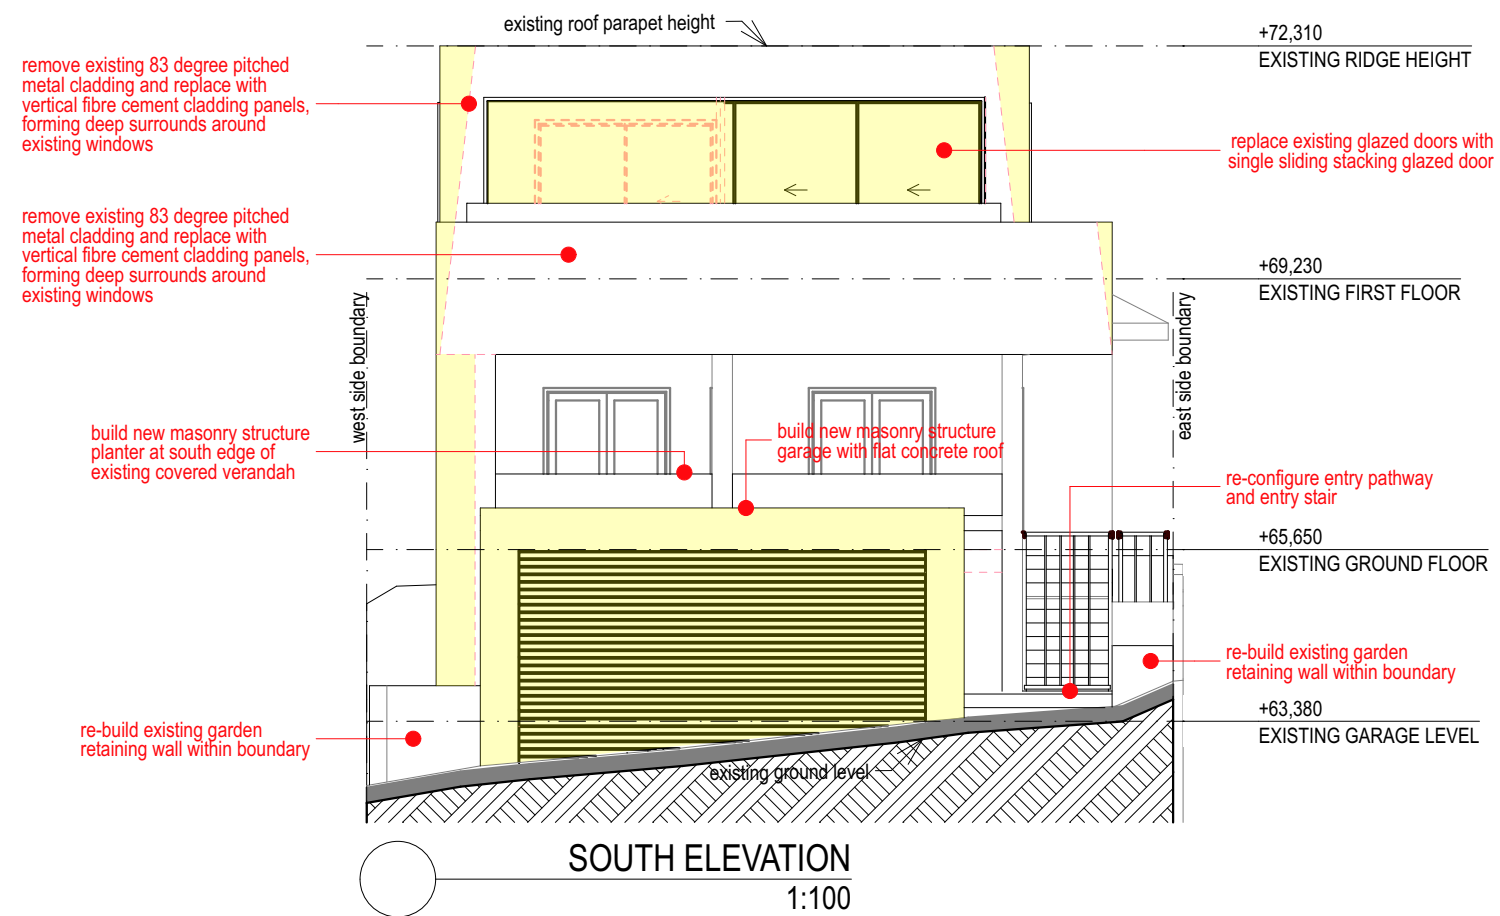 existing roof parapet height
+72,310
EXISTING RIDGE HEIGHT
remove existing 83 degree pitched
metal cladding and replace with
vertical fibre cement cladding panels,
forming deep surrounds around
existing windows
replace existing glazed doors with
single sliding stacking glazed door
remove existing 83 degree pitched
metal cladding and replace with
vertical fibre cement cladding panels,
forming deep surrounds around
existing windows
+69,230
EXISTING FIRST FLOOR
west side boundary
east side boundary
build new masonry structure
planter at south edge of
existing covered verandah
build new masonry structure
garage with flat concrete roof
re-configure entry pathway
and entry stair
+65,650
EXISTING GROUND FLOOR
re-build existing garden
retaining wall within boundary
+63,380
EXISTING GARAGE LEVEL
re-build existing garden
retaining wall within boundary
existing ground level
SOUTH ELEVATION
1:100